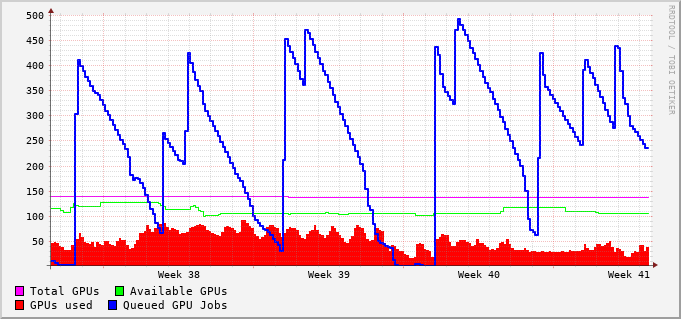 500
450
400
350
300
250
200
150
100
50
Week 38 Week 39 Week 40 Week 41
Total GPUs Available GPUs
GPUs used Queued GPU Jobs
RRDTOOL / TOBI OETIKER